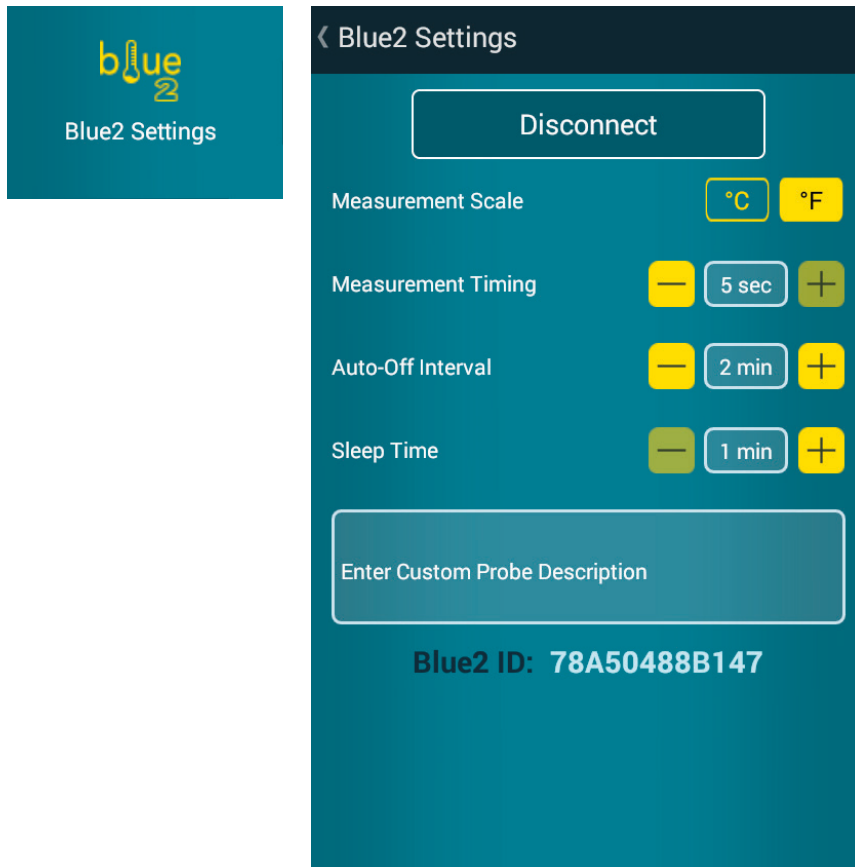 blue
2
Blue2 Settings
Blue2 Settings
Disconnect
Measurement Scale °C °F
Measurement Timing — 5 sec +
Auto-Off Interval — 2 min +
Sleep Time — 1 min +
Enter Custom Probe Description
Blue2 ID: 78A50488B147